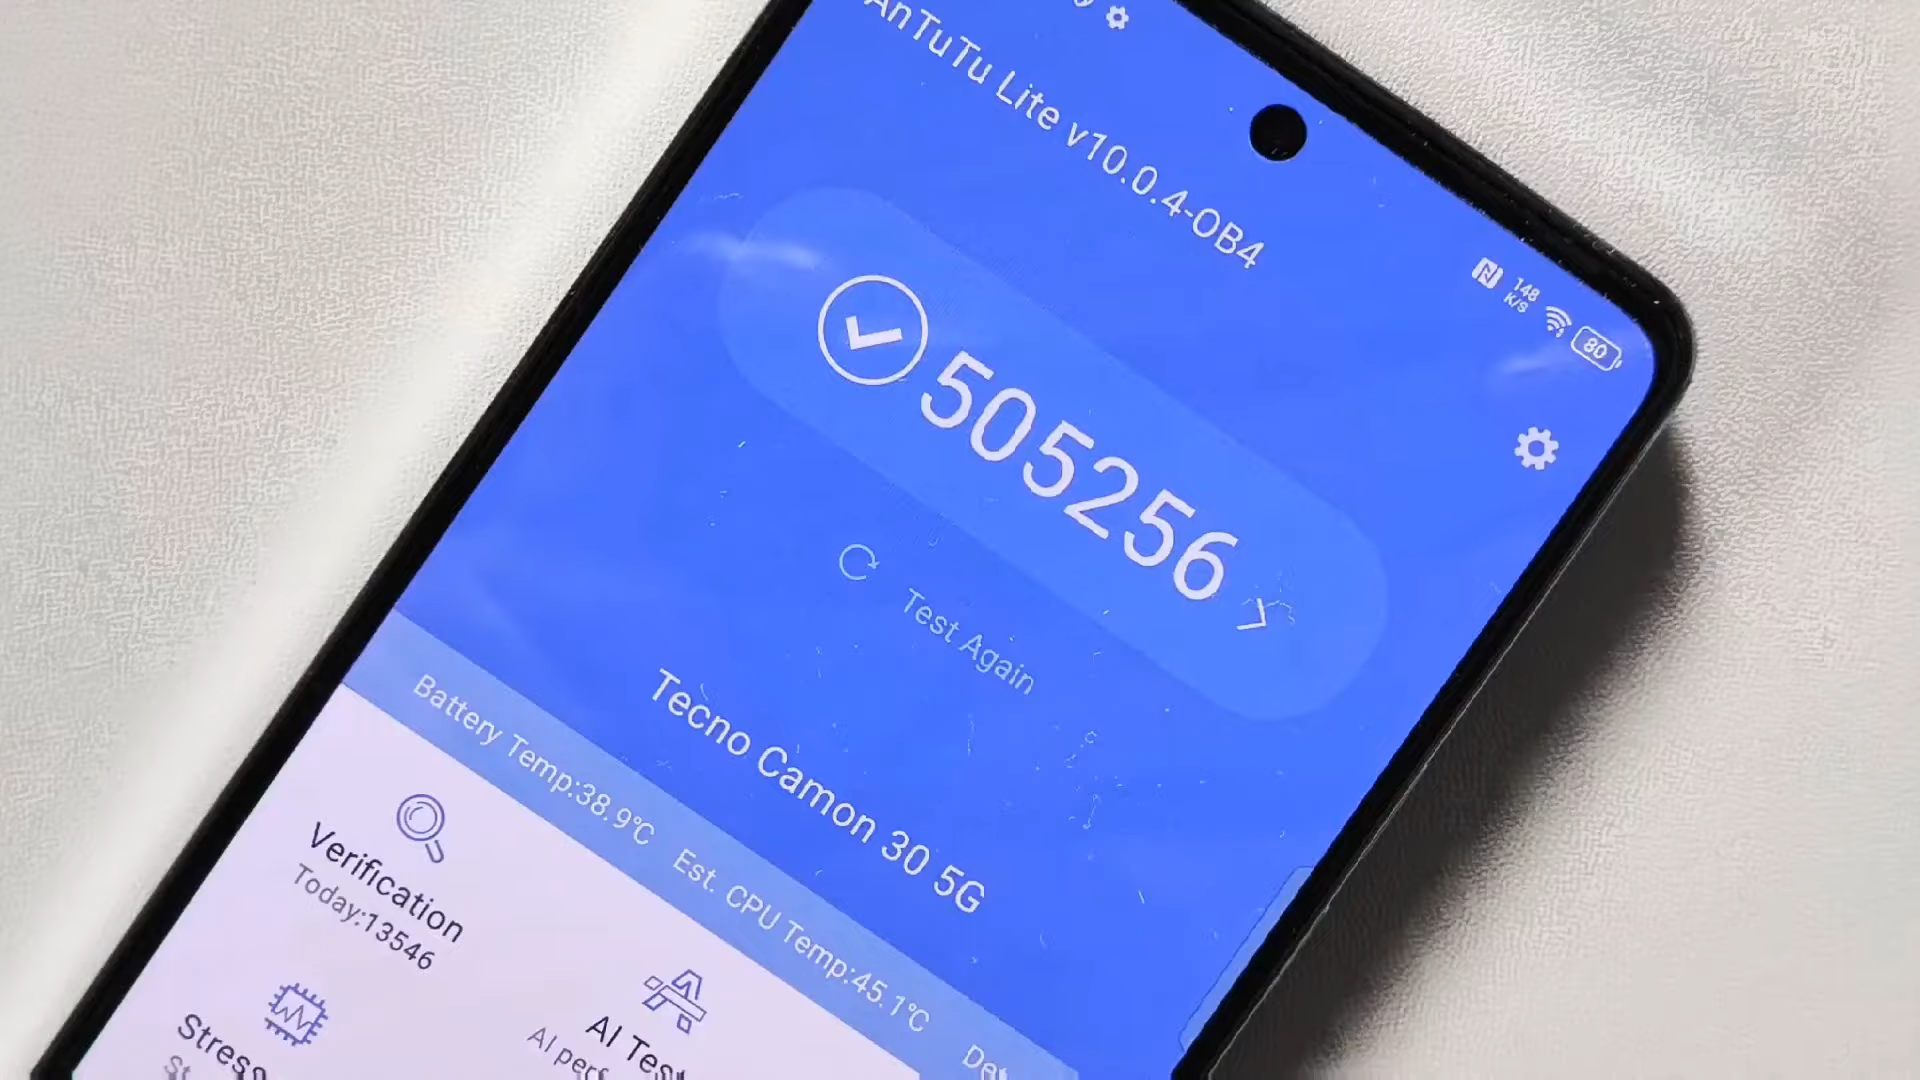 AnTuTu Lite v10.0.4-OB4
148
K/s
80
505256
Test Again
Tecno Camon 30 5G
Battery Temp:38.9℃ Est. CPU Temp:45.1℃
Verification
Today:13546
AI Test
Stress